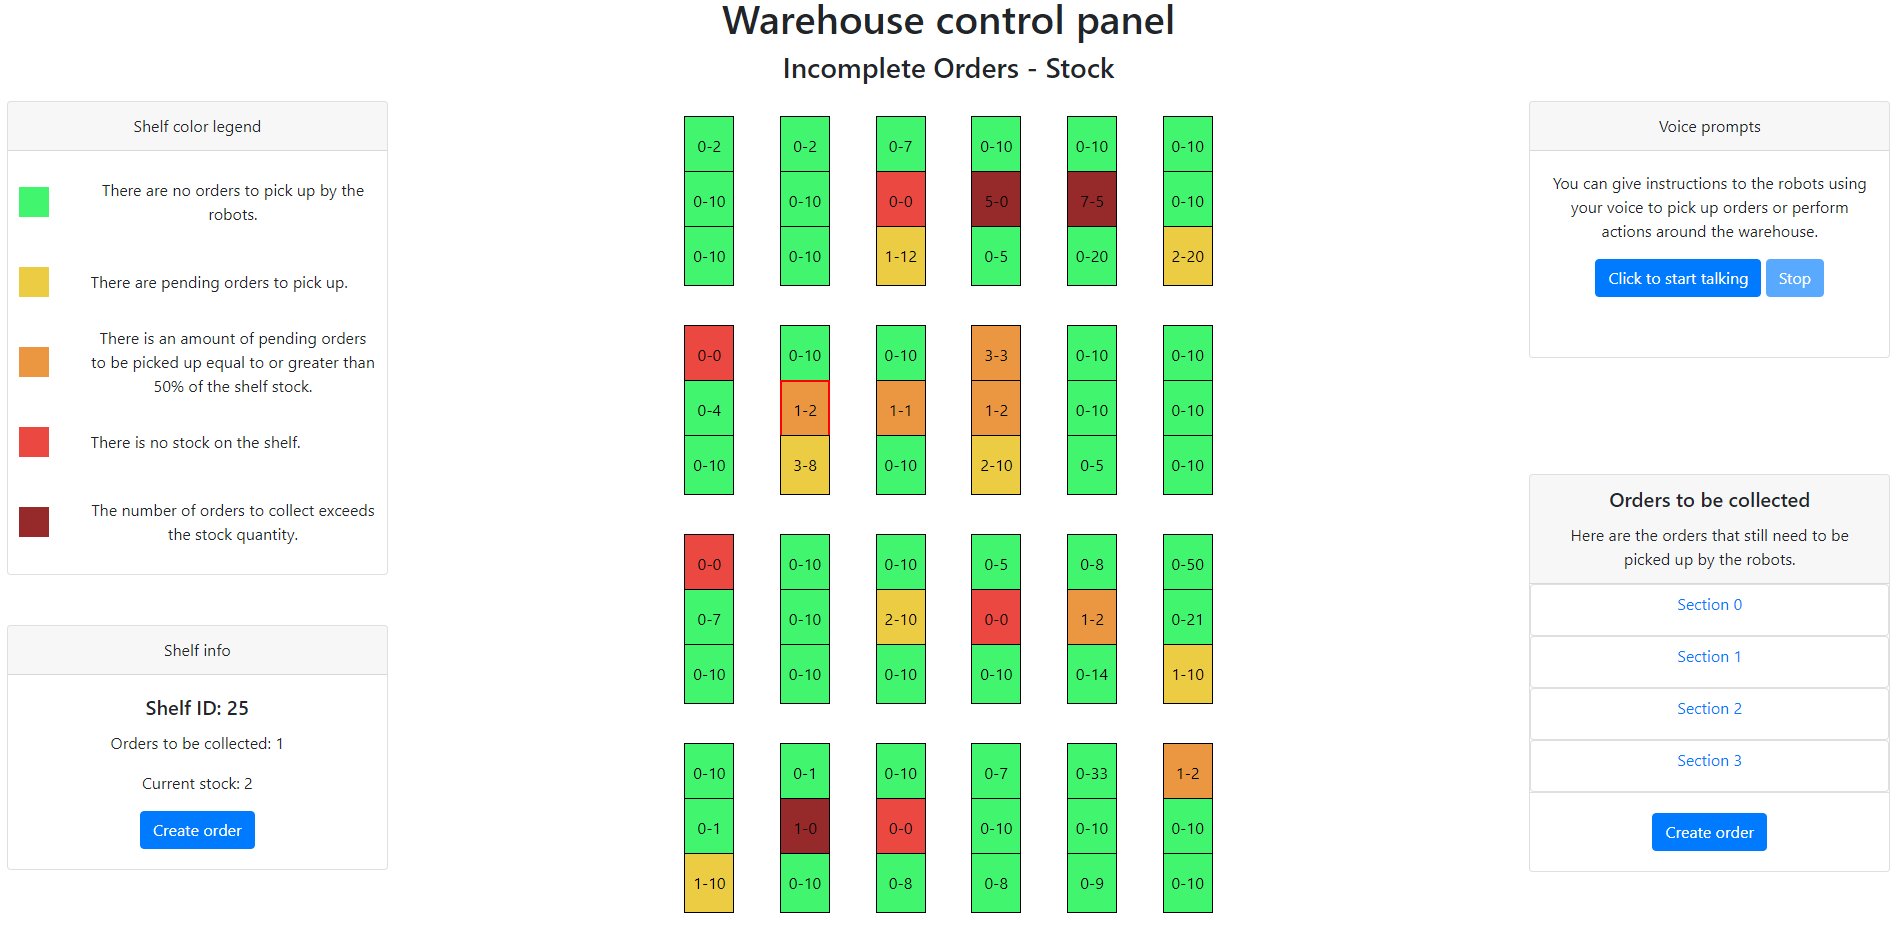 Warehouse control panel
Incomplete Orders - Stock
Shelf color legend
There are no orders to pick up by the
robots.
There are pending orders to pick up.
There is an amount of pending orders
to be picked up equal to or greater than
50% of the shelf stock.
There is no stock on the shelf.
The number of orders to collect exceeds
the stock quantity.
Shelf info
Shelf ID: 25
Orders to be collected: 1
Current stock: 2
Create order
0-2 0-2 0-7 0-10 0-10 0-10
0-10 0-10 0-0 5-0 7-5 0-10
0-10 0-10 1-12 0-5 0-20 2-20
0-0 0-10 0-10 3-3 0-10 0-10
0-4 1-2 1-1 1-2 0-10 0-10
0-10 3-8 0-10 2-10 0-5 0-10
0-0 0-10 0-10 0-5 0-8 0-50
0-7 0-10 2-10 0-0 1-2 0-21
0-10 0-10 0-10 0-10 0-14 1-10
0-10 0-1 0-10 0-7 0-33 1-2
0-1 1-0 0-0 0-10 0-10 0-10
1-10 0-10 0-8 0-8 0-9 0-10
Voice prompts
You can give instructions to the robots using
your voice to pick up orders or perform
actions around the warehouse.
Click to start talking Stop
Orders to be collected
Here are the orders that still need to be
picked up by the robots.
Section 0
Section 1
Section 2
Section 3
Create order